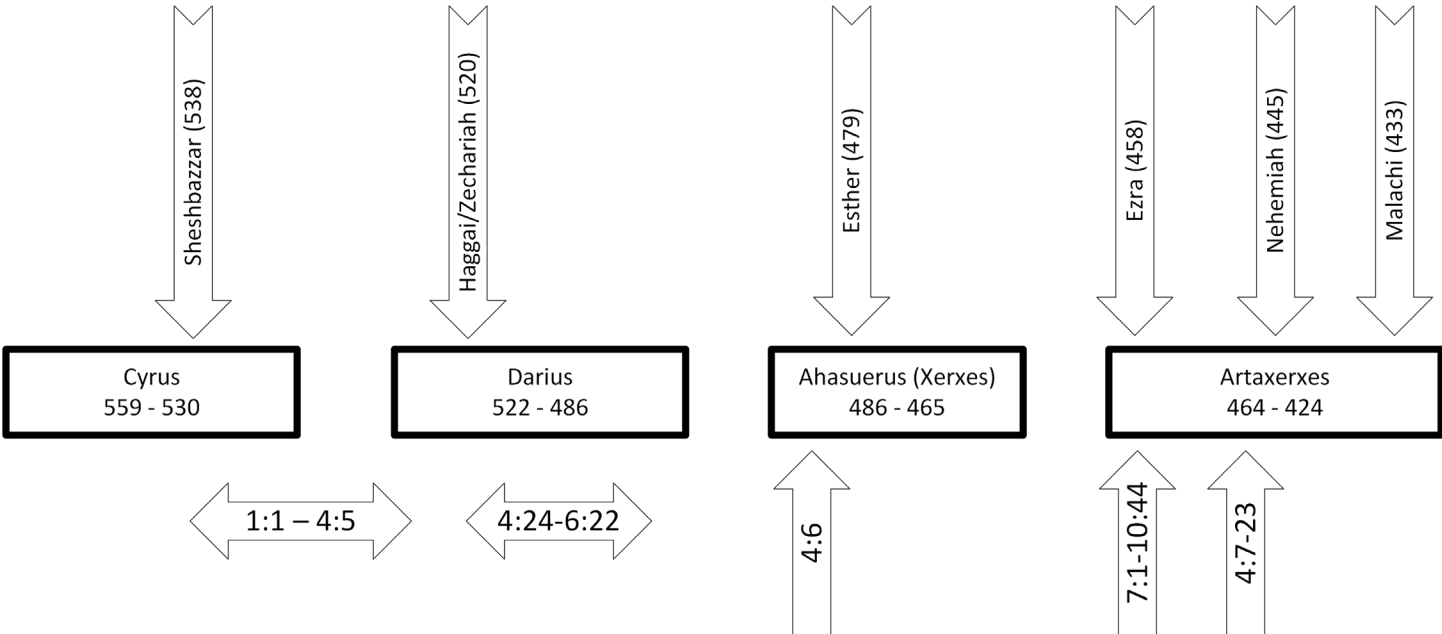 Sheshbazzar (538)
Haggai/Zechariah (520)
Esther (479)
Ezra (458)
Nehemiah (445)
Malachi (433)
Cyrus
559 - 530
Darius
522 - 486
Ahasuerus (Xerxes)
486 - 465
Artaxerxes
464 - 424
1:1 – 4:5
4:24-6:22
4:6
7:1-10:44
4:7-23